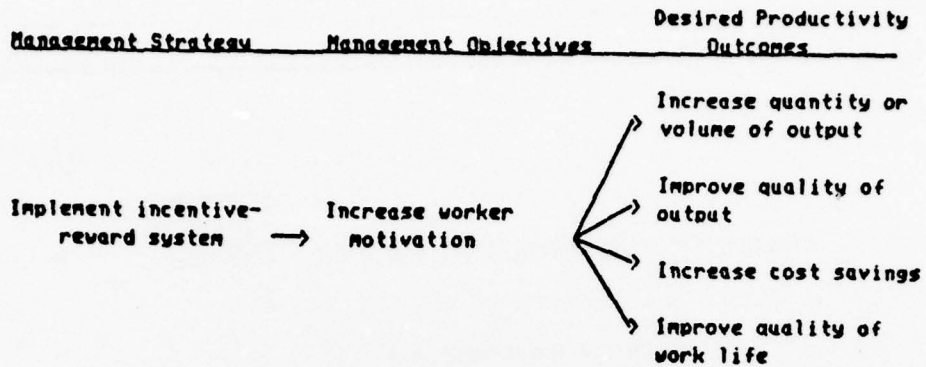 Desired Productivity
Management Strategy Management Objectives Outcomes
Increase quantity or
volume of output
Improve quality of
output
Implement incentive-
reward system
Increase worker
motivation
Increase cost savings
Improve quality of
work life